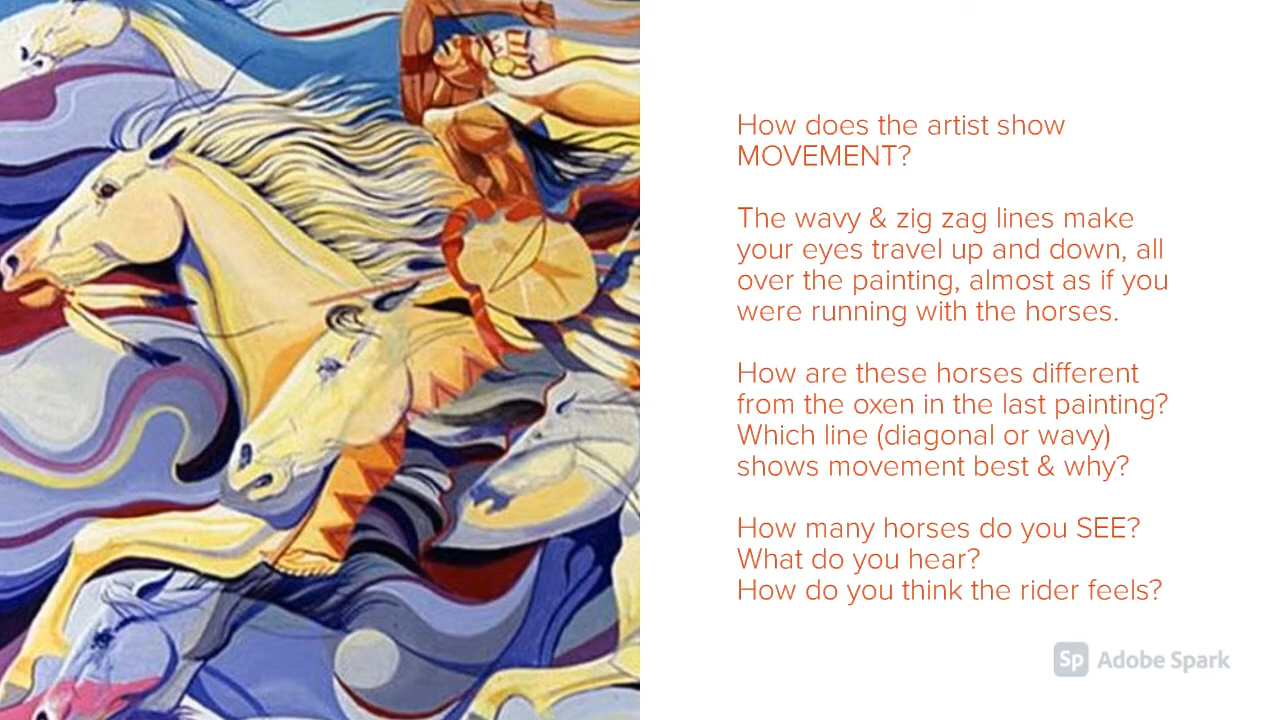 How does the artist show
MOVEMENT?
The wavy & zig zag lines make
your eyes travel up and down, all
over the painting, almost as if you
were running with the horses.
How are these horses different
from the oxen in the last painting?
Which line (diagonal or wavy)
shows movement best & why?
How many horses do you SEE?
What do you hear?
How do you think the rider feels?
Sp Adobe Spark